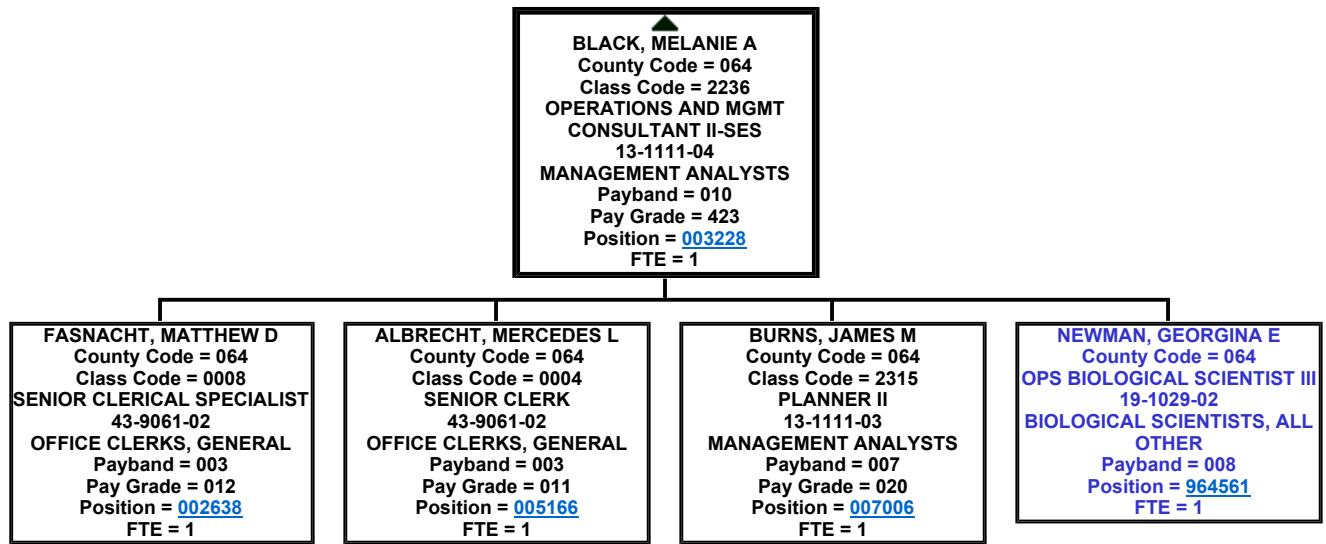 BLACK, MELANIE A
County Code = 064
Class Code = 2236
OPERATIONS AND MGMT
CONSULTANT II-SES
13-1111-04
MANAGEMENT ANALYSTS
Payband = 010
Pay Grade = 423
Position = 003228
FTE = 1
FASNACHT, MATTHEW D
County Code = 064
Class Code = 0008
SENIOR CLERICAL SPECIALIST
43-9061-02
OFFICE CLERKS, GENERAL
Payband = 003
Pay Grade = 012
Position = 002638
FTE = 1
ALBRECHT, MERCEDES L
County Code = 064
Class Code = 0004
SENIOR CLERK
43-9061-02
OFFICE CLERKS, GENERAL
Payband = 003
Pay Grade = 011
Position = 005166
FTE = 1
BURNS, JAMES M
County Code = 064
Class Code = 2315
PLANNER II
13-1111-03
MANAGEMENT ANALYSTS
Payband = 007
Pay Grade = 020
Position = 007006
FTE = 1
NEWMAN, GEORGINA E
County Code = 064
OPS BIOLOGICAL SCIENTIST III
19-1029-02
BIOLOGICAL SCIENTISTS, ALL
OTHER
Payband = 008
Position = 964561
FTE = 1